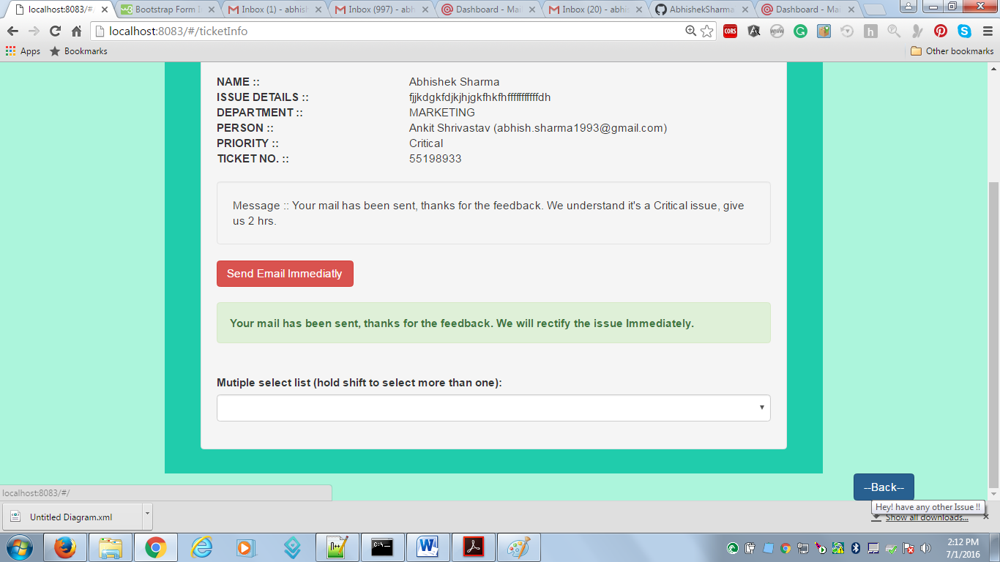 localhost:8083/#/
Bootstrap Form I
Inbox (1) - abhish
Inbox (997) - abh
Dashboard - Mai
Inbox (20) - abhi
AbhishekSharma
Dashboard - Mai
localhost:8083/#/ticketInfo
Apps
Bookmarks
Other bookmarks
NAME :: Abhishek Sharma
ISSUE DETAILS :: fjjkdgkfdjkjhjgkfhkfhffffffffffdh
DEPARTMENT :: MARKETING
PERSON :: Ankit Shrivastav (abhish.sharma1993@gmail.com)
PRIORITY :: Critical
TICKET NO. :: 55198933
Message :: Your mail has been sent, thanks for the feedback. We understand it's a Critical issue, give
us 2 hrs.
Send Email Immediatly
Your mail has been sent, thanks for the feedback. We will rectify the issue Immediately.
Mutiple select list (hold shift to select more than one):
--Back--
localhost:8083/#/
Hey! have any other Issue !!
Untitled Diagram.xml
Show all downloads...
2:12 PM
7/1/2016